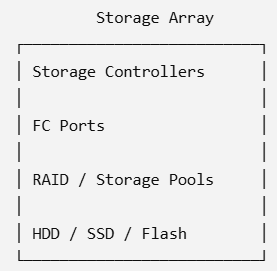 Storage Array
Storage Controllers
FC Ports
RAID / Storage Pools
HDD / SSD / Flash